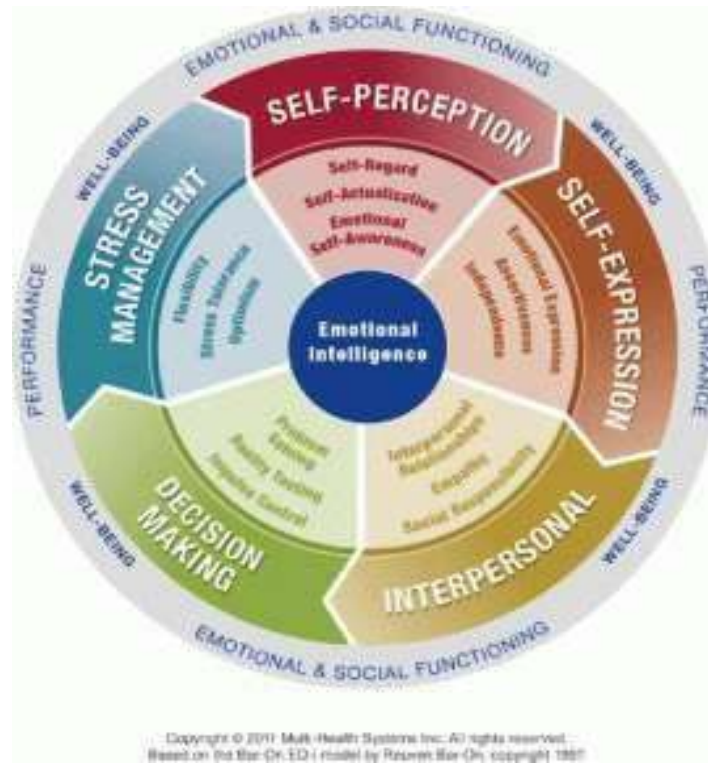 EMOTIONAL & SOCIAL FUNCTIONING
WELL-BEING
WELL-BEING
PERFORMANCE
PERFORMANCE
SELF-PERCEPTION
Self-Regard
Self-Actualization
Emotional
Self-Awareness
SELF-EXPRESSION
Emotional Expression
Assertiveness
Independence
INTERPERSONAL
Interpersonal
Relationships
Empathy
Social Responsibility
DECISION
MAKING
Problem
Solving
Reality Testing
Impulse Control
STRESS
MANAGEMENT
Flexibility
Stress Tolerance
Optimism
Emotional
Intelligence
WELL-BEING
WELL-BEING
EMOTIONAL & SOCIAL FUNCTIONING
Copyright © 2011 Multi-Health Systems Inc. All rights reserved.
Based on the Bar-On EQ-i model by Reuven Bar-On, copyright 1997